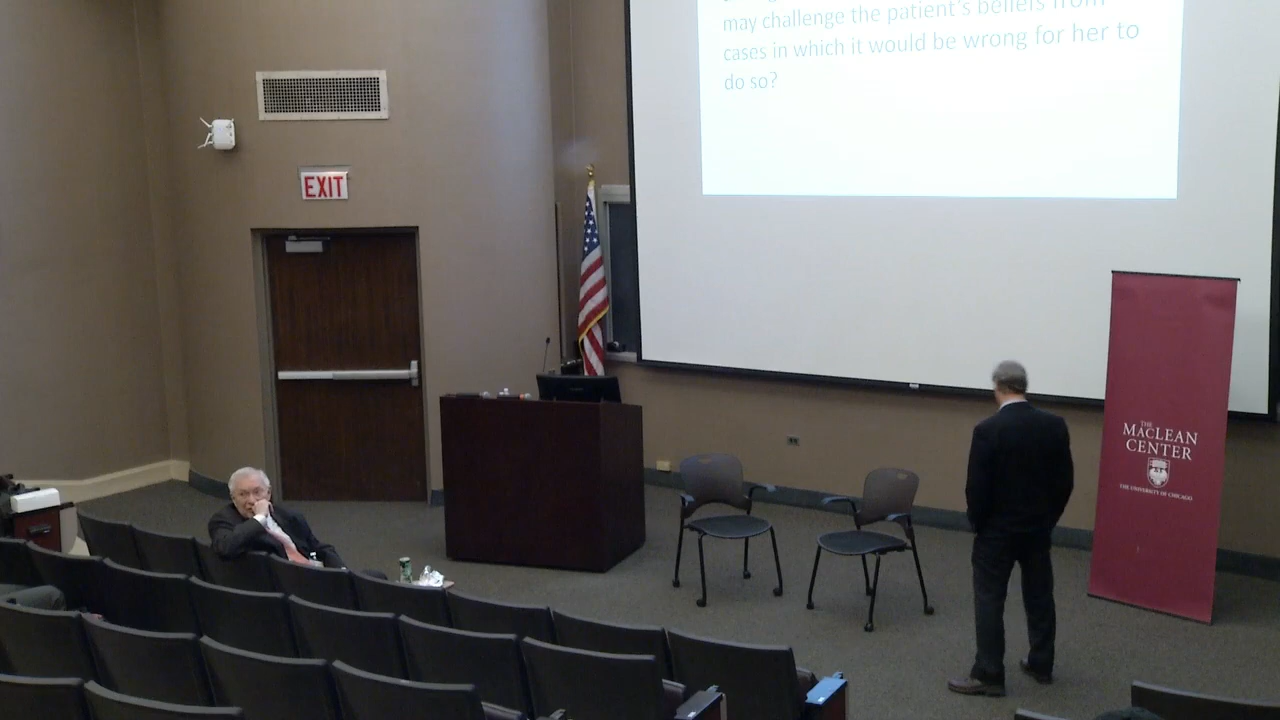 may challenge the patient's beliefs from
cases in which it would be wrong for her to
do so?
EXIT
THE
MACLEAN
CENTER
THE UNIVERSITY OF CHICAGO